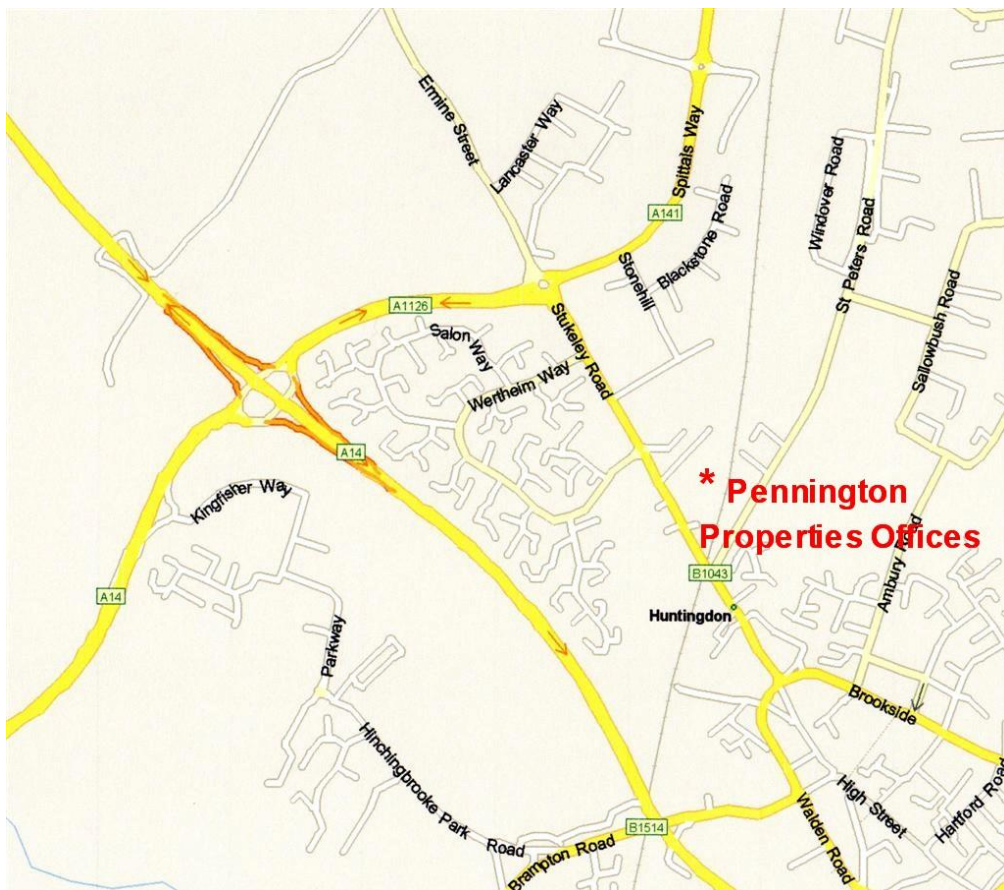 Ermine Street
Lancaster Way
Spittals Way
A141
Blackstone Road
Stonehill
Windover Road
St Peters Road
Sallowbush Road
A1126
Salon Way
Stukeley Road
Wertheim Way
A14
Kingfisher Way
* Pennington
Properties Offices
Ambury Road
B1043
A14
Huntingdon
Parkway
Brookside
Hinchingbrooke Park Road
High Street
Hartford Road
Walden Road
B1514
Brampton Road